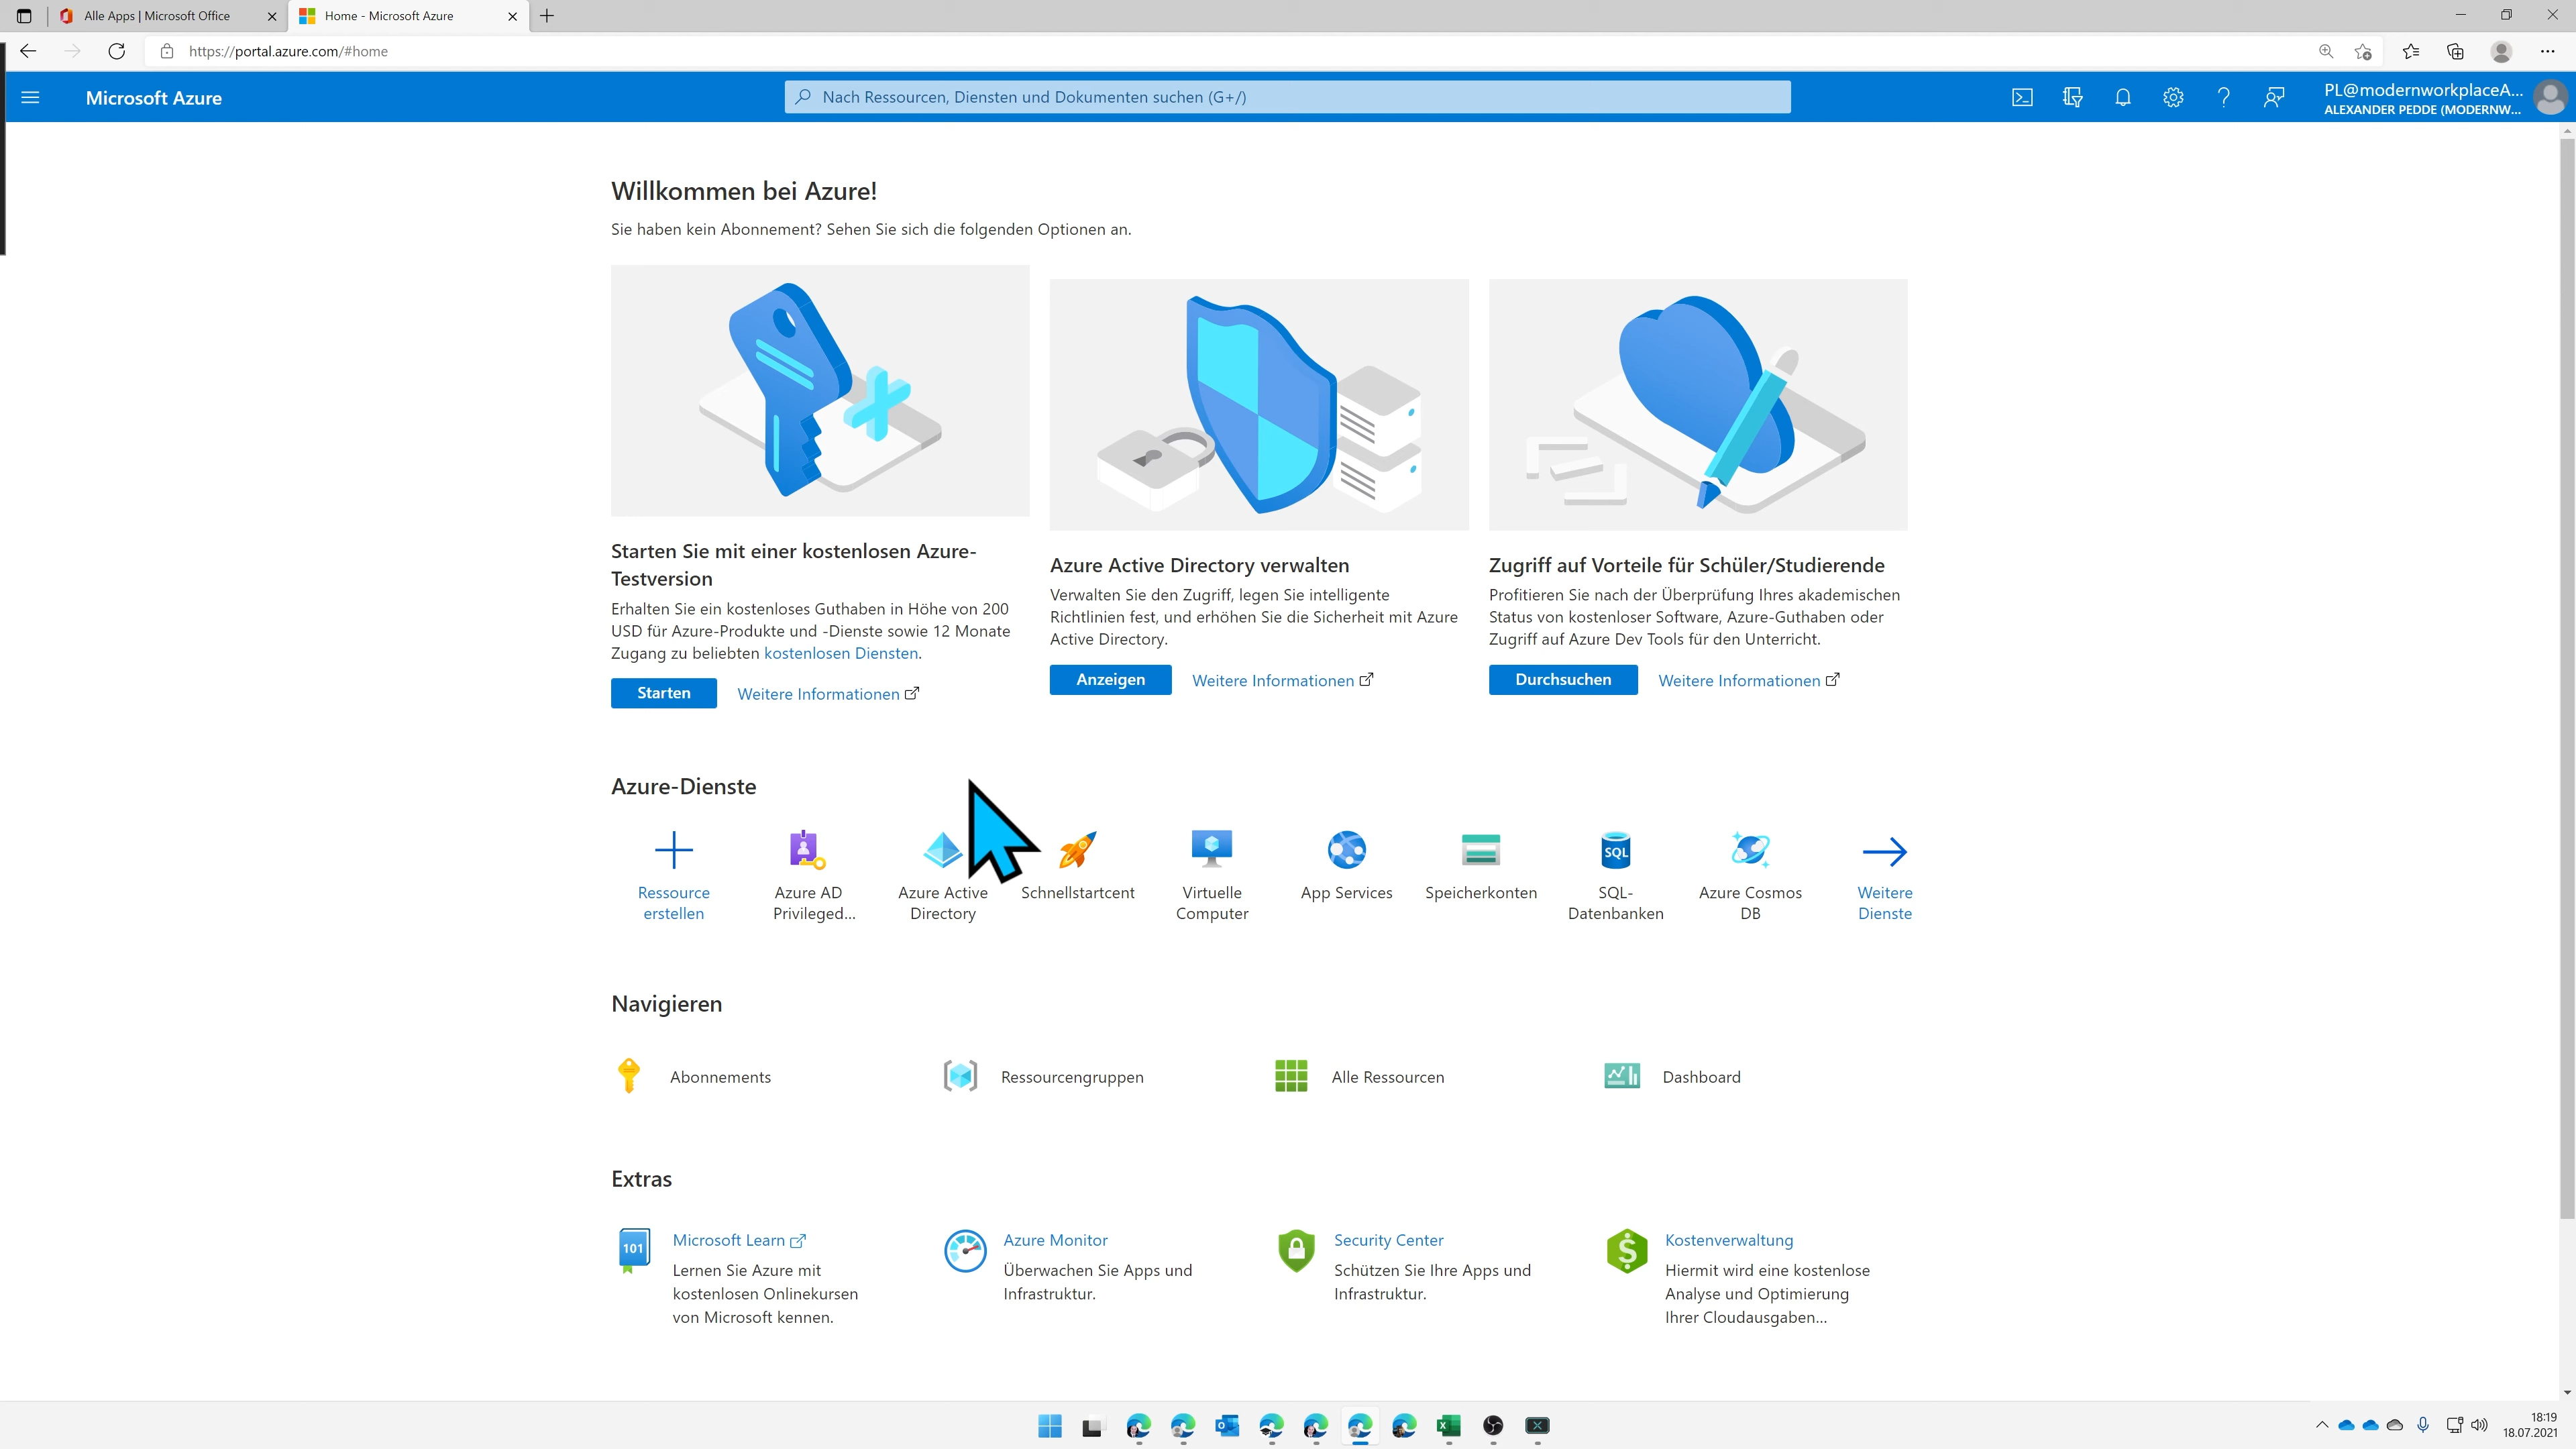 Alle Apps | Microsoft Office
Home - Microsoft Azure
https://portal.azure.com/#home
Microsoft Azure
Nach Ressourcen, Diensten und Dokumenten suchen (G+/)
PL@modernworkplaceA...
ALEXANDER PEDDE (MODERNW...
Willkommen bei Azure!
Sie haben kein Abonnement? Sehen Sie sich die folgenden Optionen an.
Starten Sie mit einer kostenlosen Azure-
Testversion
Erhalten Sie ein kostenloses Guthaben in Höhe von 200
USD für Azure-Produkte und -Dienste sowie 12 Monate
Zugang zu beliebten kostenlosen Diensten.
Starten
Weitere Informationen
Azure Active Directory verwalten
Verwalten Sie den Zugriff, legen Sie intelligente
Richtlinien fest, und erhöhen Sie die Sicherheit mit Azure
Active Directory.
Anzeigen
Weitere Informationen
Zugriff auf Vorteile für Schüler/Studierende
Profitieren Sie nach der Überprüfung Ihres akademischen
Status von kostenloser Software, Azure-Guthaben oder
Zugriff auf Azure Dev Tools für den Unterricht.
Durchsuchen
Weitere Informationen
Azure-Dienste
Ressource
erstellen
Azure AD
Privileged...
Azure Active
Directory
Schnellstartcent
Virtuelle
Computer
App Services
Speicherkonten
SQL
SQL-
Datenbanken
Azure Cosmos
DB
Weitere
Dienste
Navigieren
Abonnements
Ressourcengruppen
Alle Ressourcen
Dashboard
Extras
101
Microsoft Learn
Lernen Sie Azure mit
kostenlosen Onlinekursen
von Microsoft kennen.
Azure Monitor
Überwachen Sie Apps und
Infrastruktur.
Security Center
Schützen Sie Ihre Apps und
Infrastruktur.
Kostenverwaltung
Hiermit wird eine kostenlose
Analyse und Optimierung
Ihrer Cloudausgaben...
18:19
18.07.2021